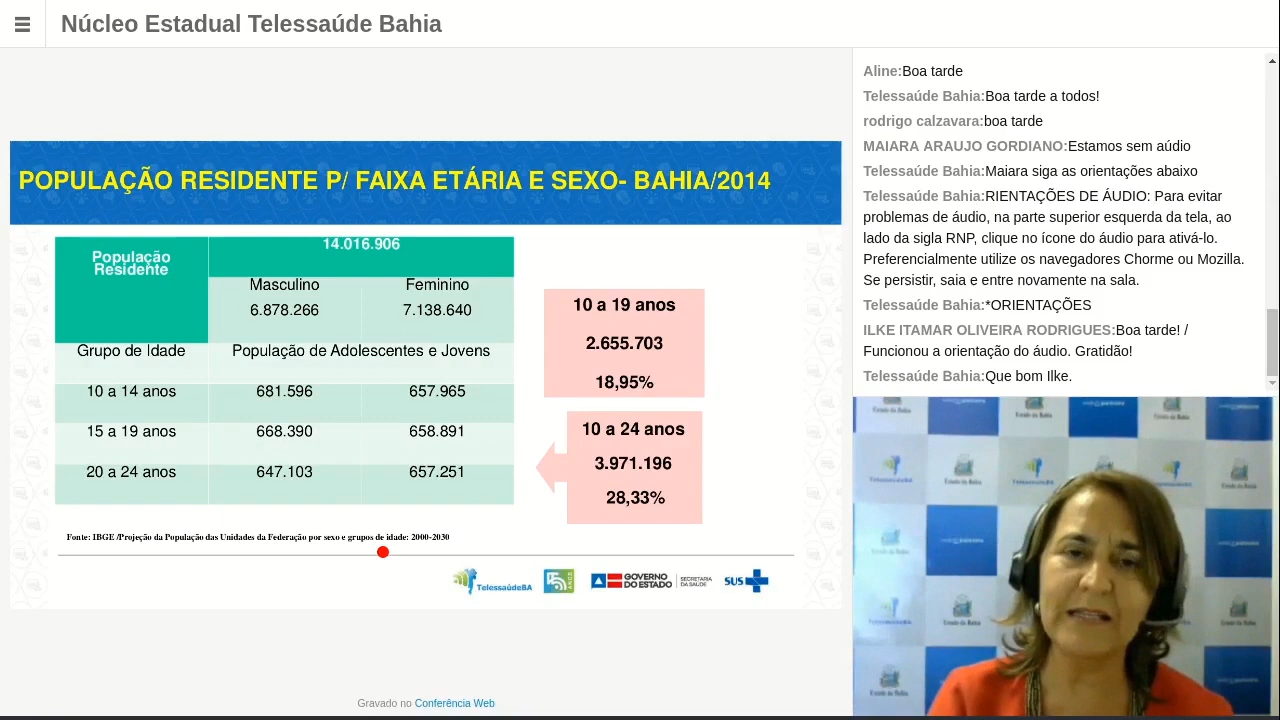 Núcleo Estadual Telessaúde Bahia
POPULAÇÃO RESIDENTE P/ FAIXA ETÁRIA E SEXO- BAHIA/2014
População
Residente
14.016.906
Masculino Feminino
6.878.266 7.138.640
Grupo de Idade População de Adolescentes e Jovens
10 a 14 anos 681.596 657.965
15 a 19 anos 668.390 658.891
20 a 24 anos 647.103 657.251
10 a 19 anos
2.655.703
18,95%
10 a 24 anos
3.971.196
28,33%
Fonte: IBGE /Projeção da População das Unidades da Federação por sexo e grupos de idade: 2000-2030
TelessaúdeBA
GOVERNO
DO ESTADO
SECRETARIA
DA SAÚDE
SUS
Gravado no Conferência Web
Aline:Boa tarde
Telessaúde Bahia:Boa tarde a todos!
rodrigo calzavara:boa tarde
MAIARA ARAUJO GORDIANO:Estamos sem aúdio
Telessaúde Bahia:Maiara siga as orientações abaixo
Telessaúde Bahia:RIENTAÇÕES DE ÁUDIO: Para evitar
problemas de áudio, na parte superior esquerda da tela, ao
lado da sigla RNP, clique no ícone do áudio para ativá-lo.
Preferencialmente utilize os navegadores Chorme ou Mozilla.
Se persistir, saia e entre novamente na sala.
Telessaúde Bahia:*ORIENTAÇÕES
ILKE ITAMAR OLIVEIRA RODRIGUES:Boa tarde! /
Funcionou a orientação do áudio. Gratidão!
Telessaúde Bahia:Que bom Ilke.